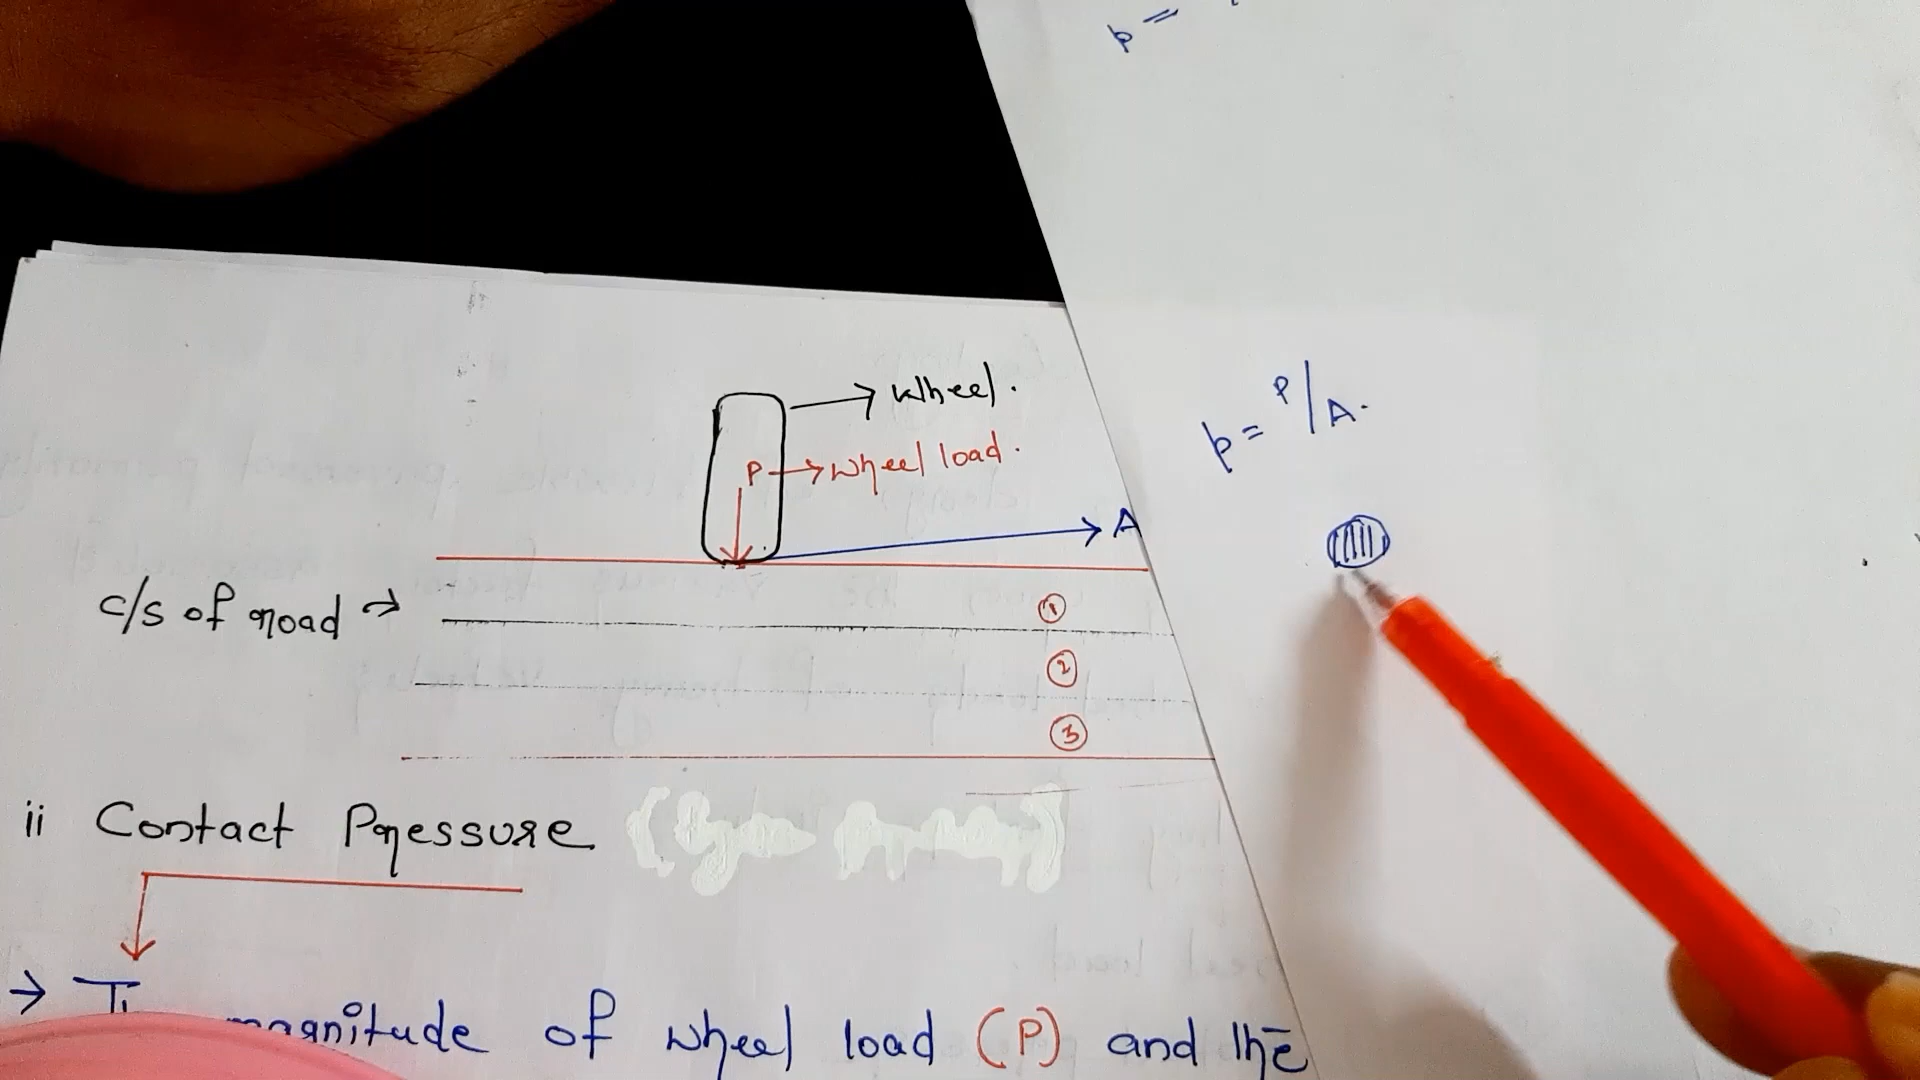 p =
→ Wheel.
P → wheel load.
→ A
p = P/A.
c/s of road →
①
②
③
ii Contact Pressure
→ magnitude of wheel load (P) and the